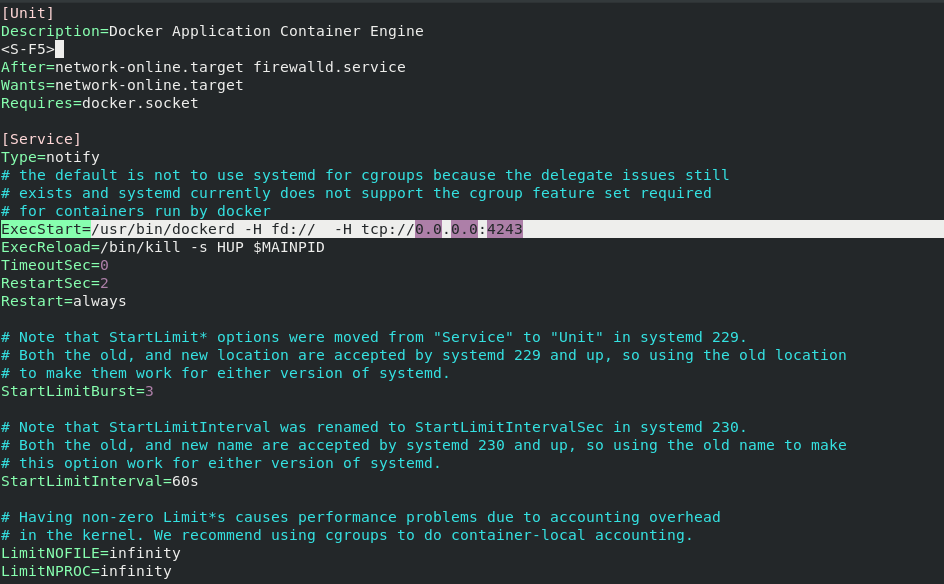 [Unit]
Description=Docker Application Container Engine
<S-F5>
After=network-online.target firewalld.service
Wants=network-online.target
Requires=docker.socket

[Service]
Type=notify
# the default is not to use systemd for cgroups because the delegate issues still
# exists and systemd currently does not support the cgroup feature set required
# for containers run by docker
ExecStart=/usr/bin/dockerd -H fd://  -H tcp://0.0.0.0:4243
ExecReload=/bin/kill -s HUP $MAINPID
TimeoutSec=0
RestartSec=2
Restart=always

# Note that StartLimit* options were moved from "Service" to "Unit" in systemd 229.
# Both the old, and new location are accepted by systemd 229 and up, so using the old location
# to make them work for either version of systemd.
StartLimitBurst=3

# Note that StartLimitInterval was renamed to StartLimitIntervalSec in systemd 230.
# Both the old, and new name are accepted by systemd 230 and up, so using the old name to make
# this option work for either version of systemd.
StartLimitInterval=60s

# Having non-zero Limit*s causes performance problems due to accounting overhead
# in the kernel. We recommend using cgroups to do container-local accounting.
LimitNOFILE=infinity
LimitNPROC=infinity